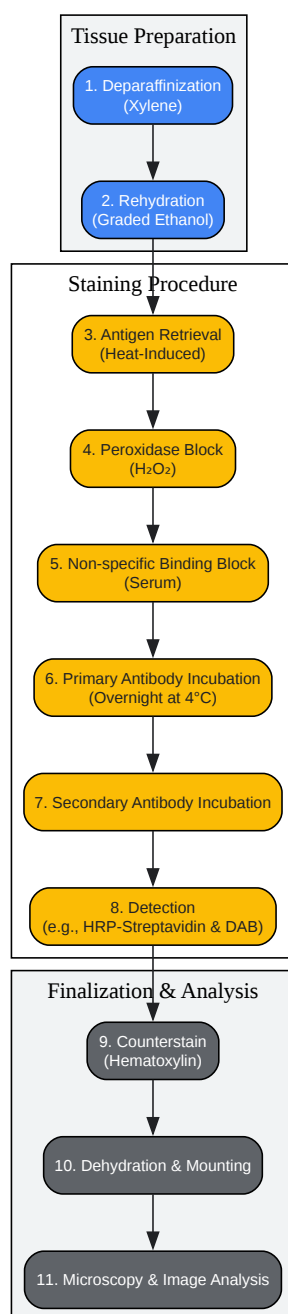 Tissue Preparation
1. Deparaffinization
(Xylene)
2. Rehydration
(Graded Ethanol)
Staining Procedure
3. Antigen Retrieval
(Heat-Induced)
4. Peroxidase Block
(H₂O₂)
5. Non-specific Binding Block
(Serum)
6. Primary Antibody Incubation
(Overnight at 4°C)
7. Secondary Antibody Incubation
8. Detection
(e.g., HRP-Streptavidin & DAB)
Finalization & Analysis
9. Counterstain
(Hematoxylin)
10. Dehydration & Mounting
11. Microscopy & Image Analysis